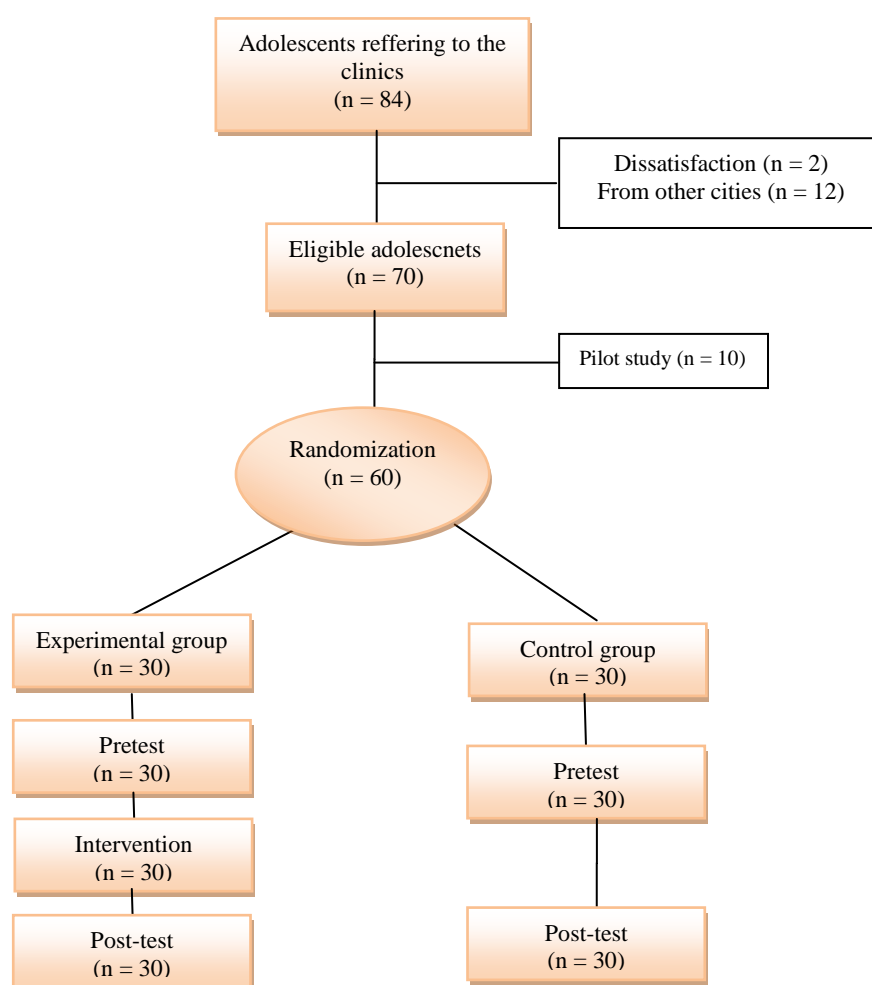 Adolescents reffering to the
clinics
(n = 84)
Dissatisfaction (n = 2)
From other cities (n = 12)
Eligible adolescnets
(n = 70)
Pilot study (n = 10)
Randomization
(n = 60)
Experimental group
(n = 30)
Control group
(n = 30)
Pretest
(n = 30)
Pretest
(n = 30)
Intervention
(n = 30)
Post-test
(n = 30)
Post-test
(n = 30)